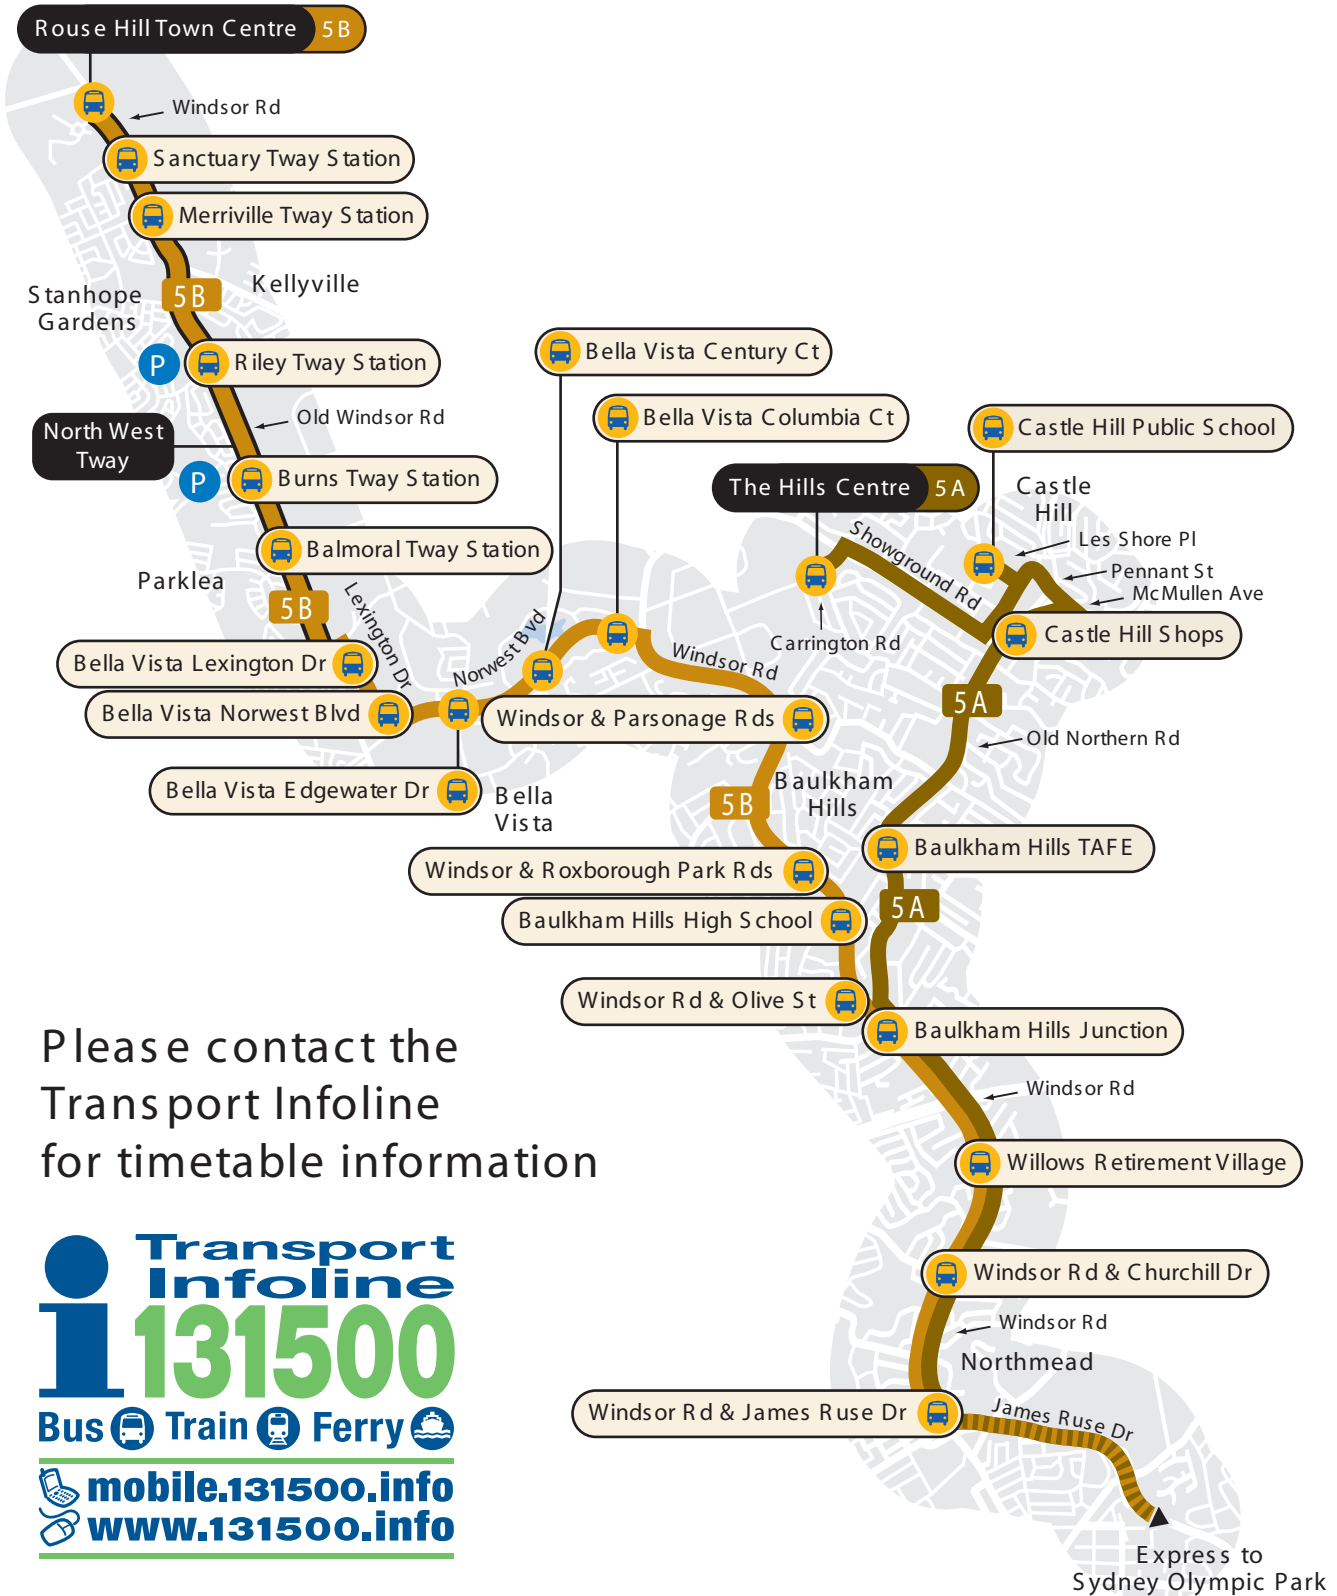 Rouse Hill Town Centre 5B
Windsor Rd
Sanctuary Tway Station
Merriville Tway Station
Kellyville
Stanhope
Gardens
5B
Bella Vista Century Ct
P
Riley Tway Station
Bella Vista Columbia Ct
Old Windsor Rd
Castle Hill Public School
North West
Tway
P
Burns Tway Station
The Hills Centre 5A
Castle
Hill
Showground Rd
Les Shore Pl
Balmoral Tway Station
Pennant St
Parklea
McMullen Ave
5B
Lexington Dr
Norwest Blvd
Carrington Rd
Castle Hill Shops
Bella Vista Lexington Dr
Windsor Rd
5A
Bella Vista Norwest Blvd
Windsor & Parsonage Rds
Old Northern Rd
Bella Vista Edgewater Dr
Bella
Vista
Baulkham
Hills
5B
Baulkham Hills TAFE
Windsor & Roxborough Park Rds
5A
Baulkham Hills High School
Windsor Rd & Olive St
Baulkham Hills Junction
Please contact the
Transport Infoline
for timetable information
Windsor Rd
Willows Retirement Village
Windsor Rd & Churchill Dr
Windsor Rd
Northmead
Windsor Rd & James Ruse Dr
James Ruse Dr
Express to
Sydney Olympic Park
i
Transport
Infoline
131500
Bus Train Ferry
mobile.131500.info
www.131500.info